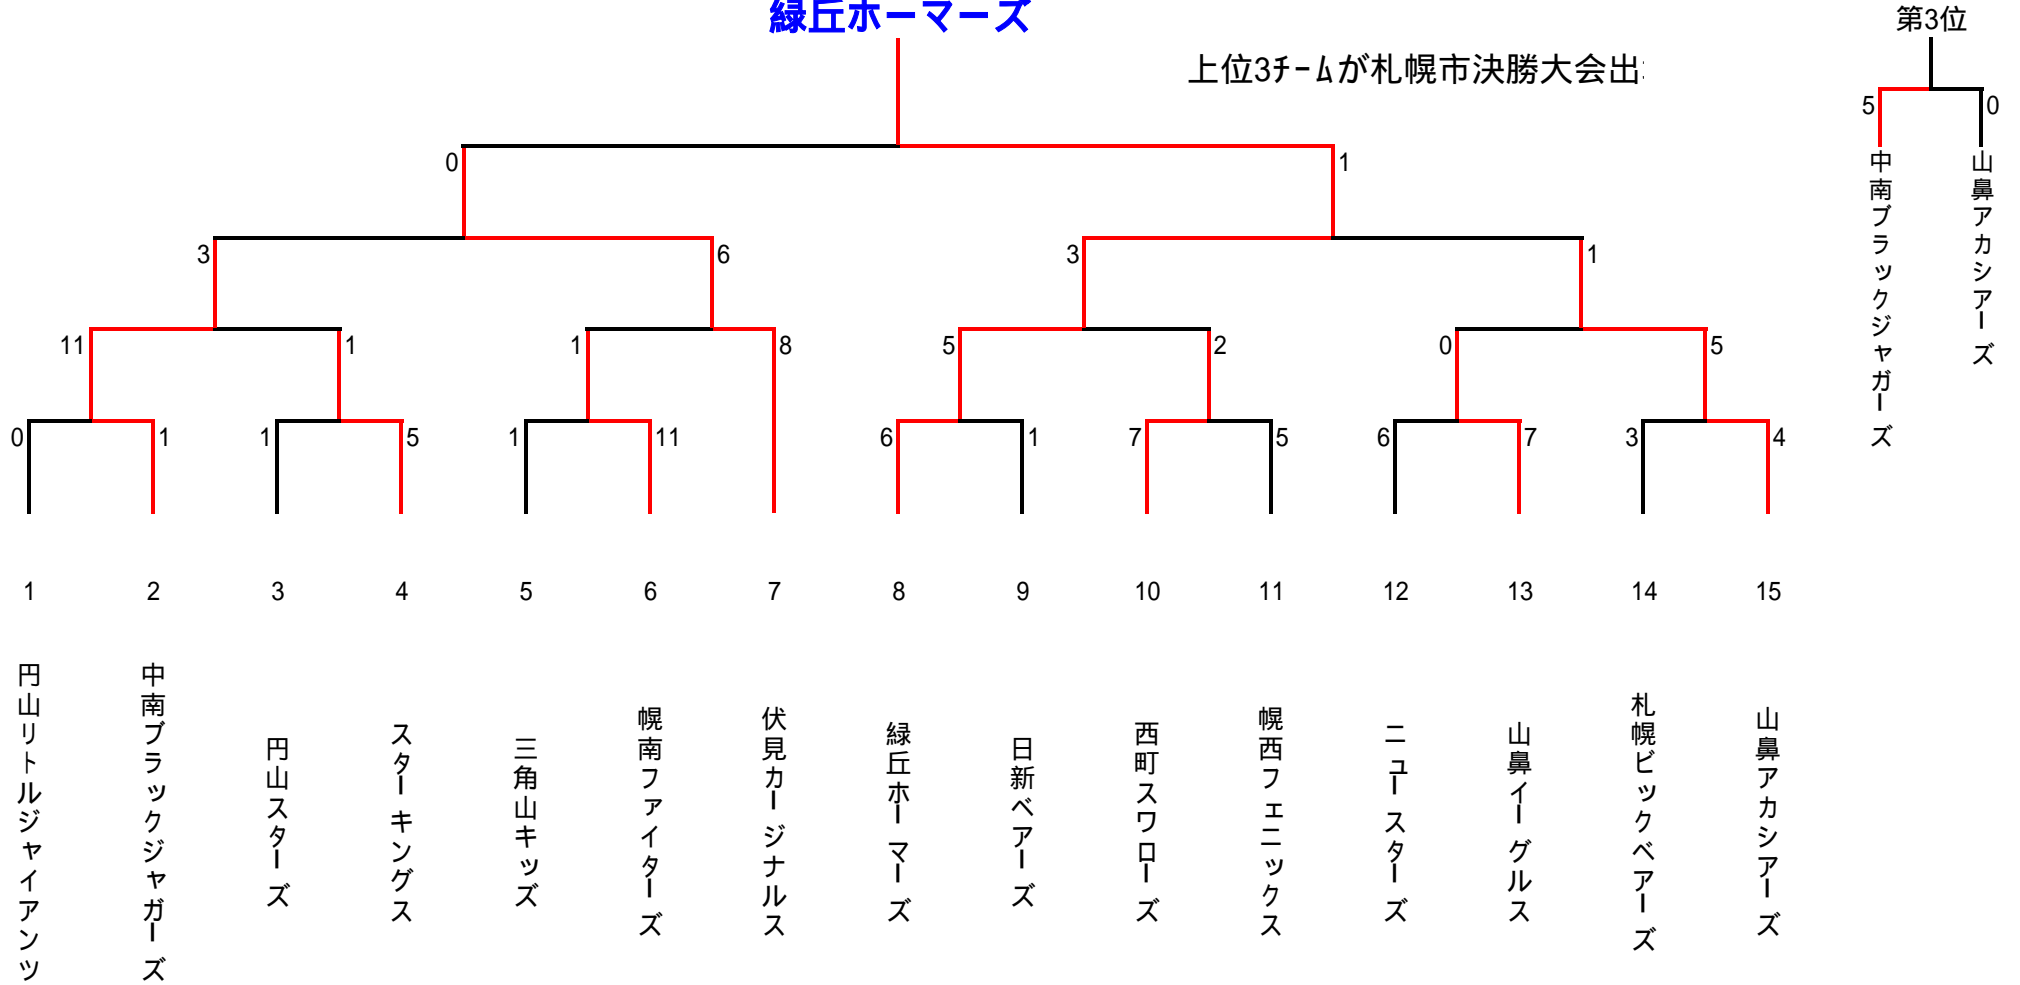 緑丘ホーマーズ
第3位
上位3チームが札幌市決勝大会出
5
0
中南ブラックジャガーズ
山鼻アカシアーズ
0
1
3
6
3
1
11
1
1
8
5
2
0
5
0
1
1
5
1
11
6
1
7
5
6
7
3
4
1
2
3
4
5
6
7
8
9
10
11
12
13
14
15
円山リトルジャイアンツ
中南ブラックジャガーズ
円山スターズ
スターキングス
三角山キッズ
幌南ファイターズ
伏見カージナルス
緑丘ホーマーズ
日新ベアーズ
西町スワローズ
幌西フェニックス
ニュースターズ
山鼻イーグルス
札幌ビックベアーズ
山鼻アカシアーズ